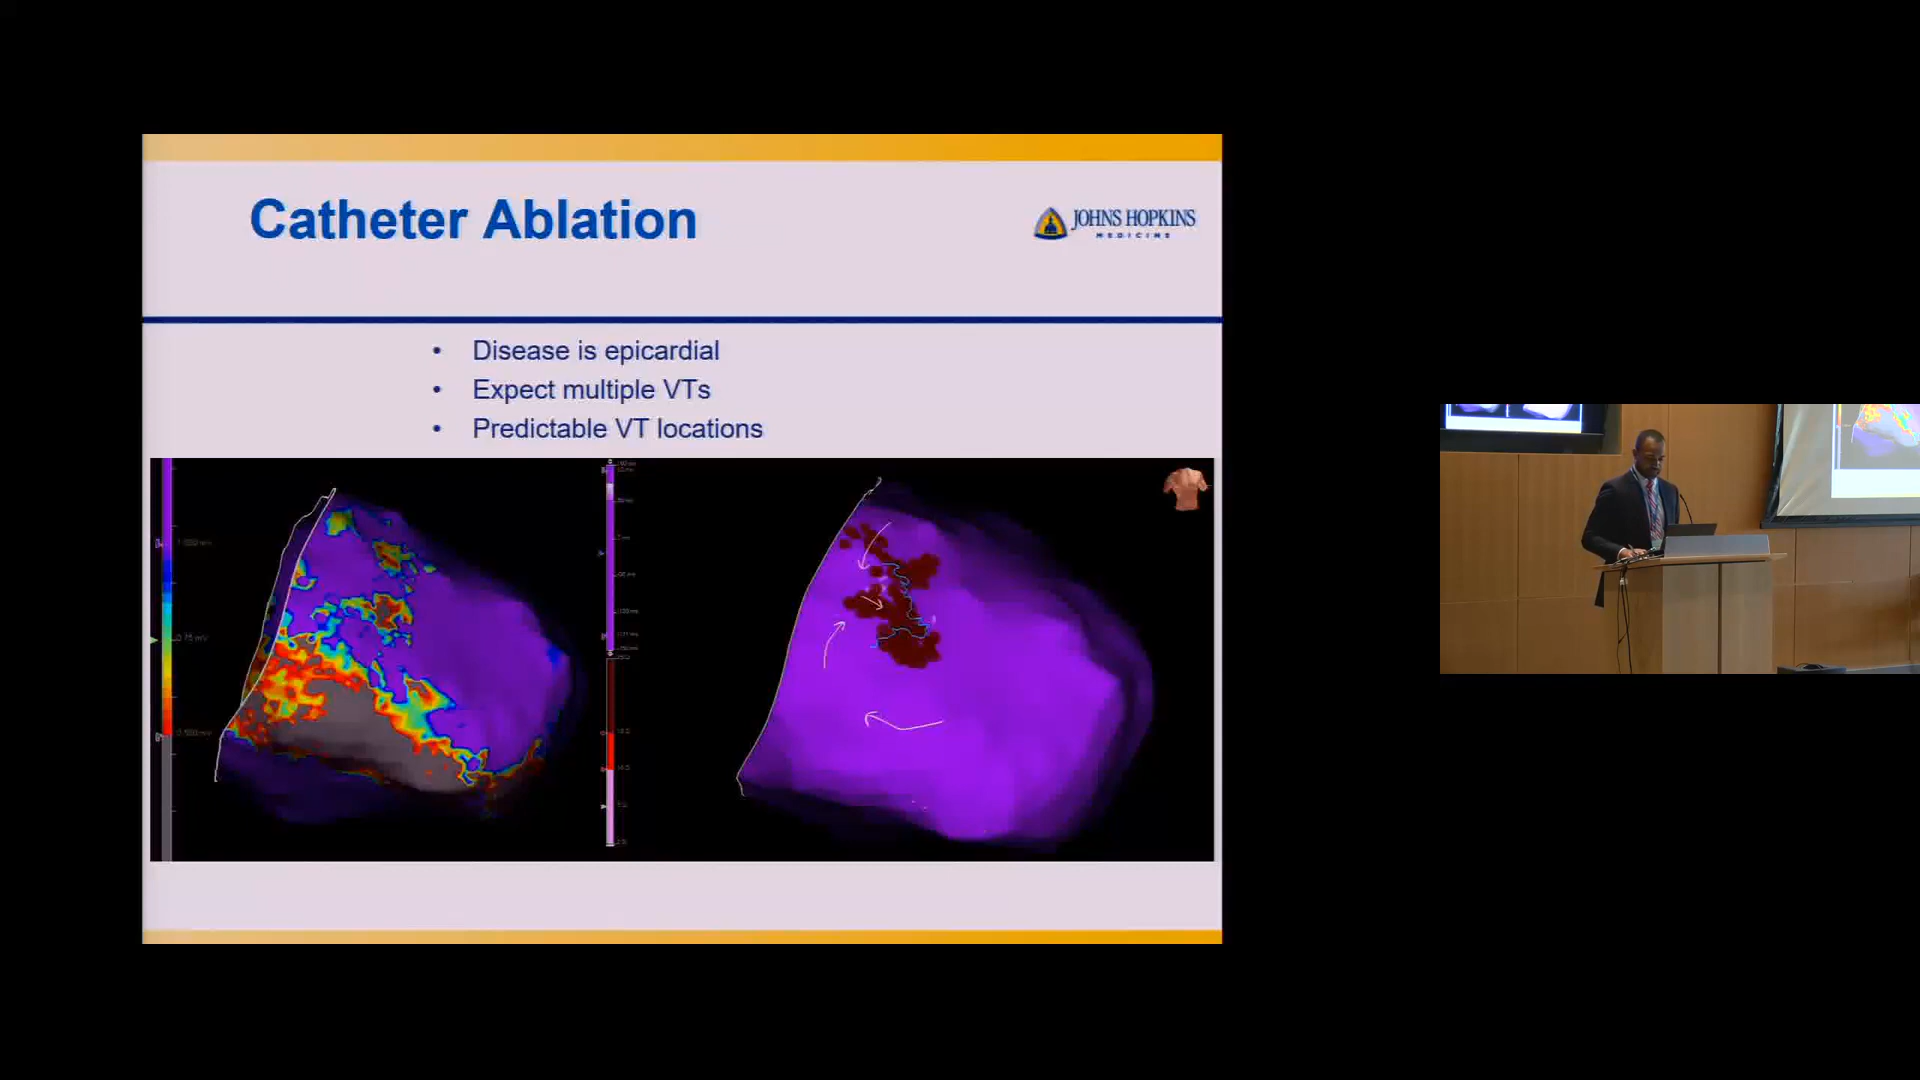 Catheter Ablation
JOHNS HOPKINS
MEDICINE
• Disease is epicardial
• Expect multiple VTs
• Predictable VT locations